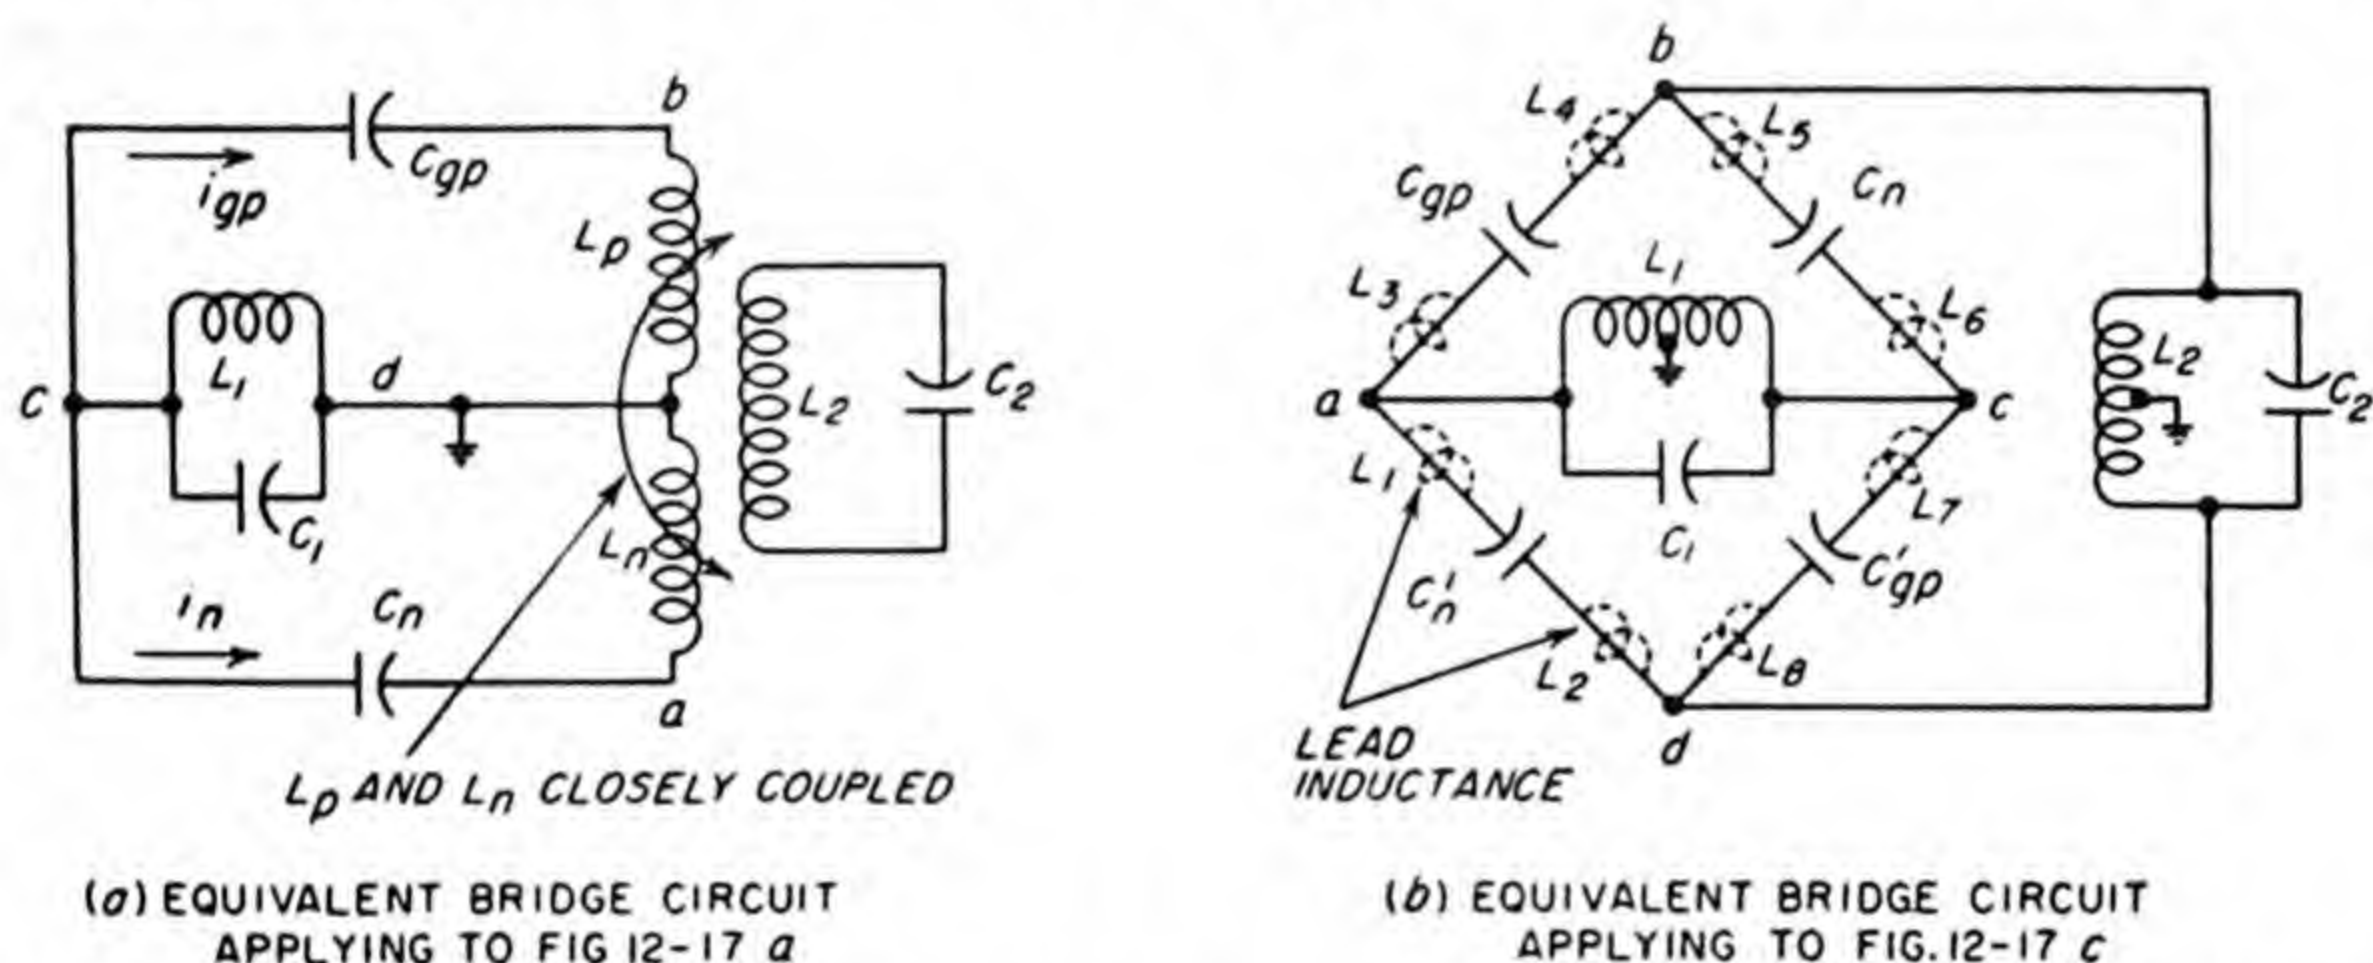 b
Cgp
igp
Lp
L1
d
c
L2
C2
C1
Ln
in
Cn
a
Lp AND Ln CLOSELY COUPLED
(a) EQUIVALENT BRIDGE CIRCUIT
APPLYING TO FIG 12-17 a
b
L4
L5
Cgp
Cn
L3
L1
L6
L2
C2
a
c
L1
L7
C1
C'n
C'gp
L2
L8
LEAD
INDUCTANCE
d
(b) EQUIVALENT BRIDGE CIRCUIT
APPLYING TO FIG. 12-17 c